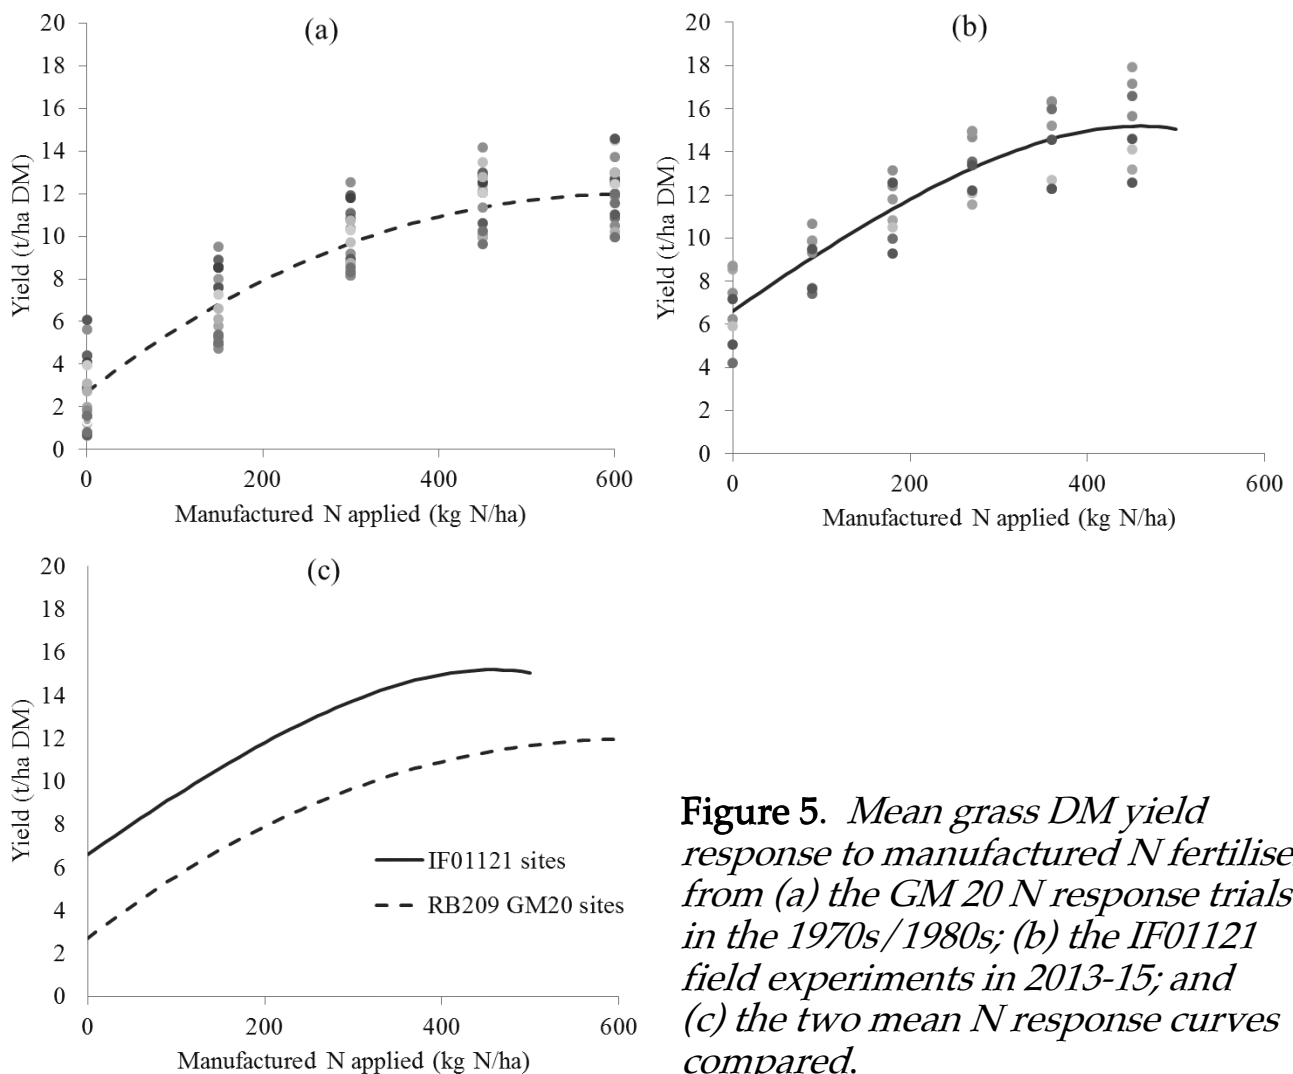 (a)
20
18
16
14
12
10
8
6
4
2
0
Yield (t/ha DM)
0 200 400 600
Manufactured N applied (kg N/ha)
(b)
20
18
16
14
12
10
8
6
4
2
0
Yield (t/ha DM)
0 200 400 600
Manufactured N applied (kg N/ha)
(c)
20
18
16
14
12
10
8
6
4
2
0
Yield (t/ha DM)
IF01121 sites
RB209 GM20 sites
0 200 400 600
Manufactured N applied (kg N/ha)
Figure 5. Mean grass DM yield
response to manufactured N fertilise
from (a) the GM 20 N response trials
in the 1970s/1980s; (b) the IF01121
field experiments in 2013-15; and
(c) the two mean N response curves
compared.